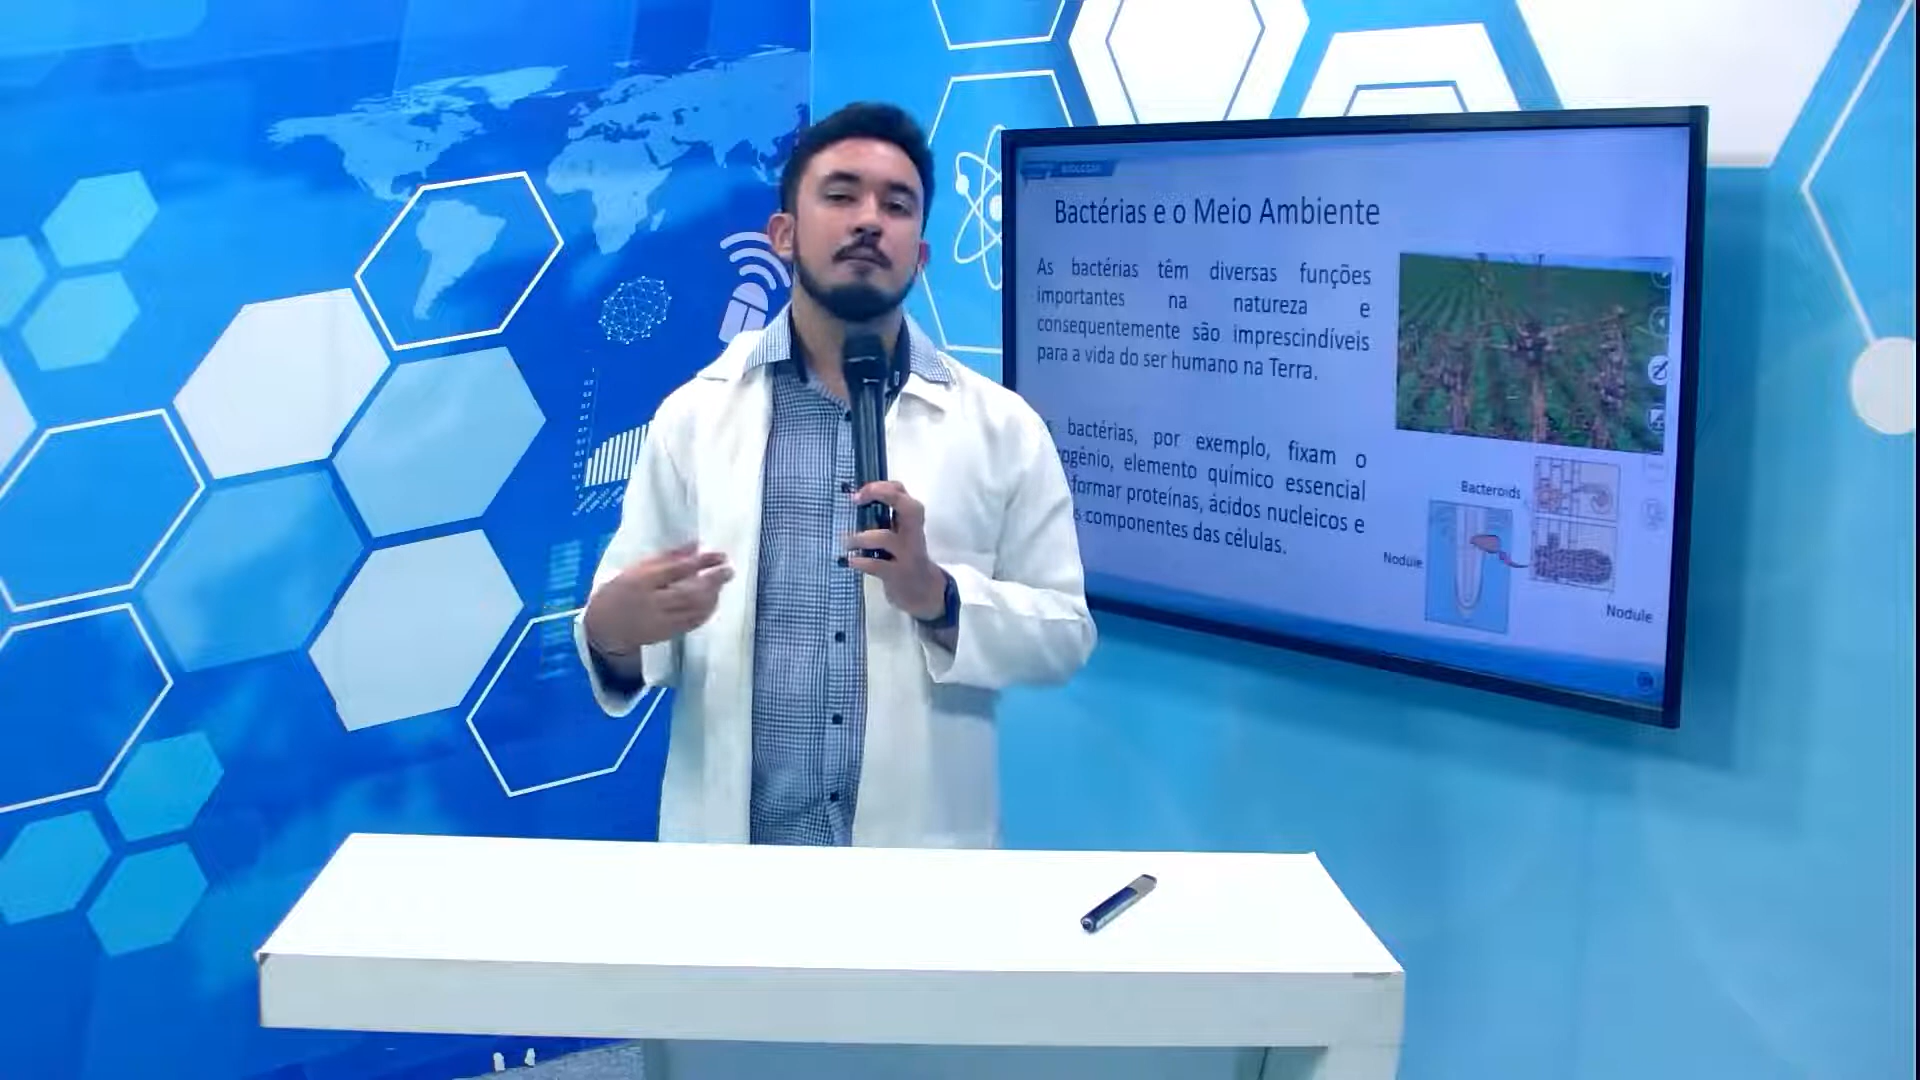 BIOLOGIA
Bactérias e o Meio Ambiente
As bactérias têm diversas funções
importantes na natureza e
consequentemente são imprescindíveis
para a vida do ser humano na Terra.
bactérias, por exemplo, fixam o
ogênio, elemento químico essencial
formar proteínas, ácidos nucleicos e
s componentes das células.
Bacteroids
Nodule
Nodule